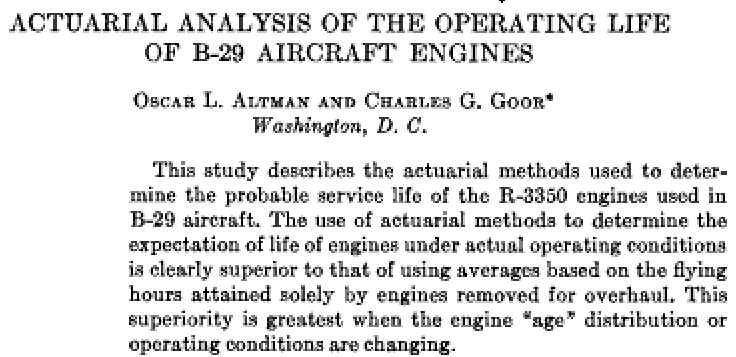 ACTUARIAL ANALYSIS OF THE OPERATING LIFE
OF B-29 AIRCRAFT ENGINES
OSCAR L. ALTMAN AND CHARLES G. GOOR*
Washington, D. C.
This study describes the actuarial methods used to deter-
mine the probable service life of the R-3350 engines used in
B-29 aircraft. The use of actuarial methods to determine the
expectation of life of engines under actual operating conditions
is clearly superior to that of using averages based on the flying
hours attained solely by engines removed for overhaul. This
superiority is greatest when the engine "age" distribution or
operating conditions are changing.